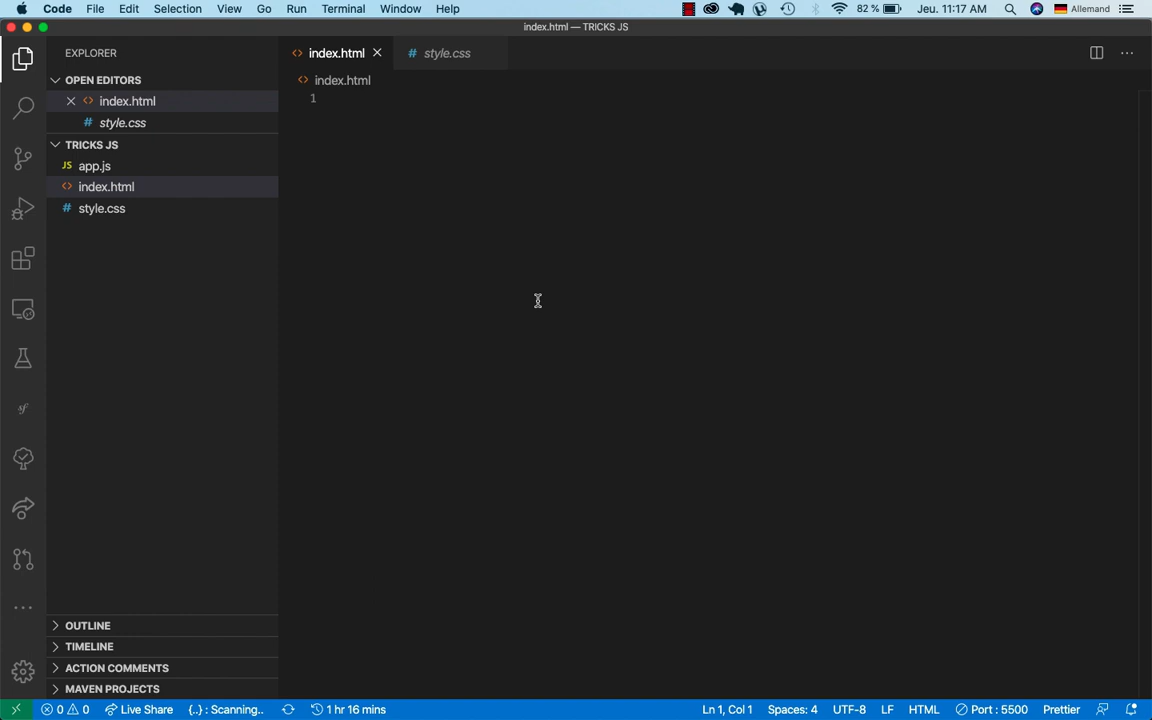 Code File Edit Selection View Go Run Terminal Window Help 82 % Jeu. 11:17 AM Allemand
index.html — TRICKS JS
EXPLORER
index.html
# style.css
OPEN EDITORS
index.html
# style.css
index.html
1
TRICKS JS
JS app.js
index.html
# style.css
OUTLINE
TIMELINE
ACTION COMMENTS
MAVEN PROJECTS
0 0 Live Share {..} : Scanning.. 1 hr 16 mins Ln 1, Col 1 Spaces: 4 UTF-8 LF HTML Port : 5500 Prettier